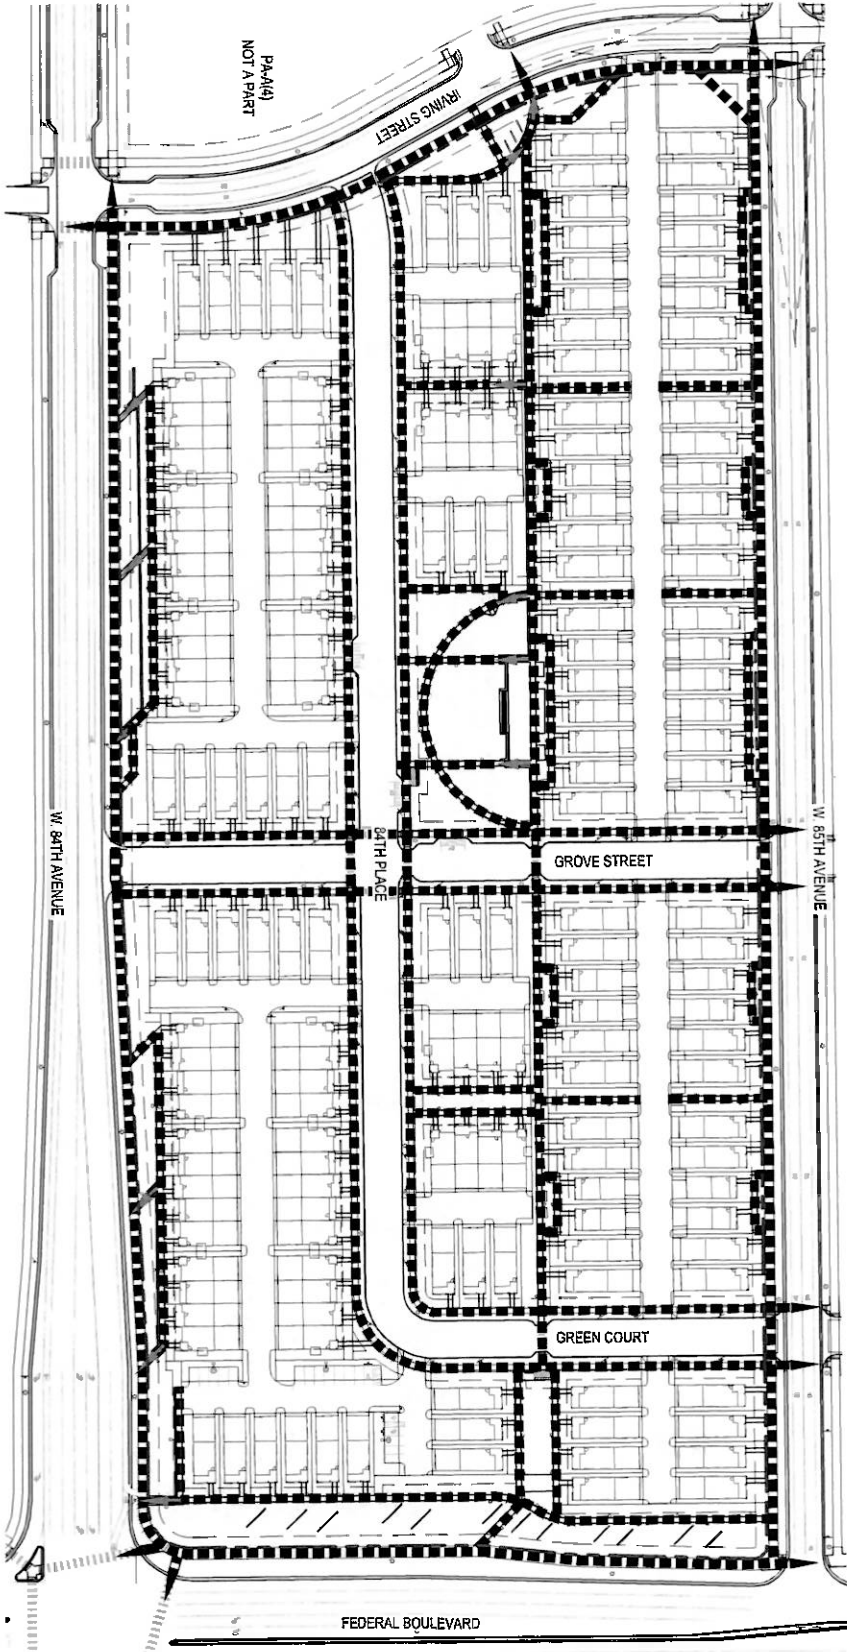 PA-A(4)
NOT A PART
IRVING STREET
W. 84TH AVENUE
84TH PLACE
W. 85TH AVENUE
GROVE STREET
GREEN COURT
FEDERAL BOULEVARD